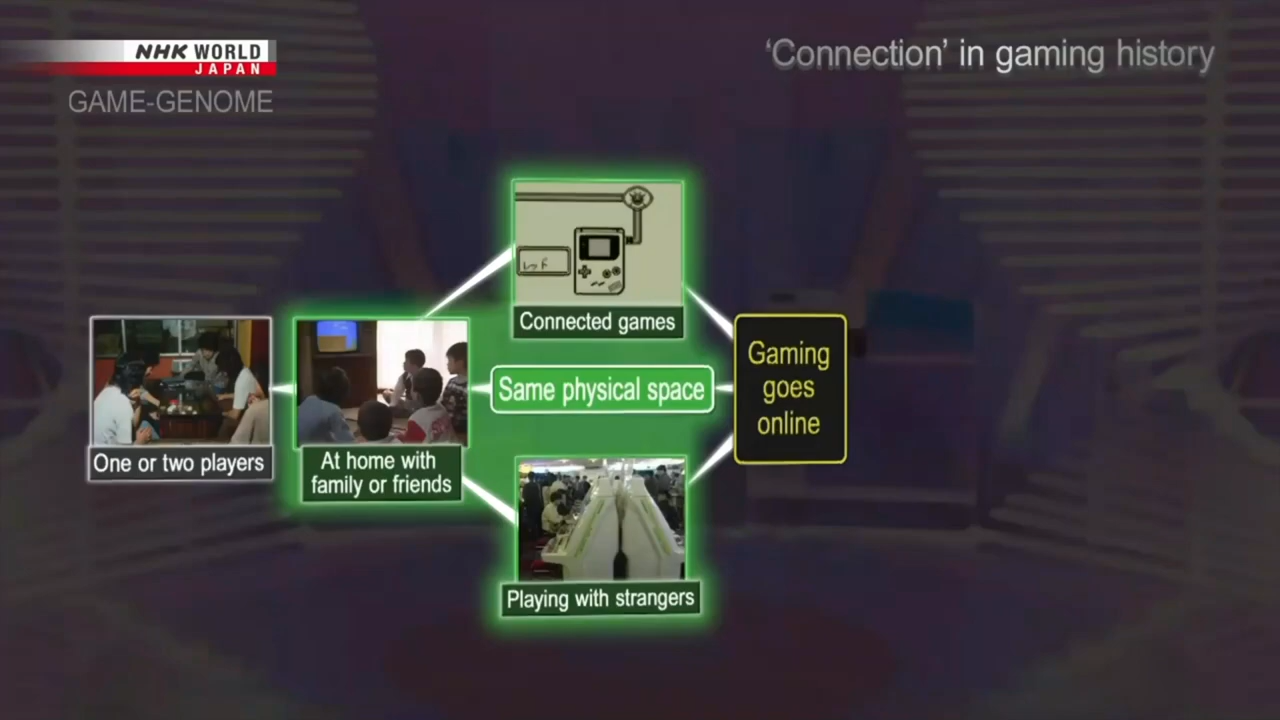 NHK WORLD
JAPAN
GAME-GENOME
'Connection' in gaming history
Connected games
One or two players
At home with
family or friends
Same physical space
Playing with strangers
Gaming
goes
online